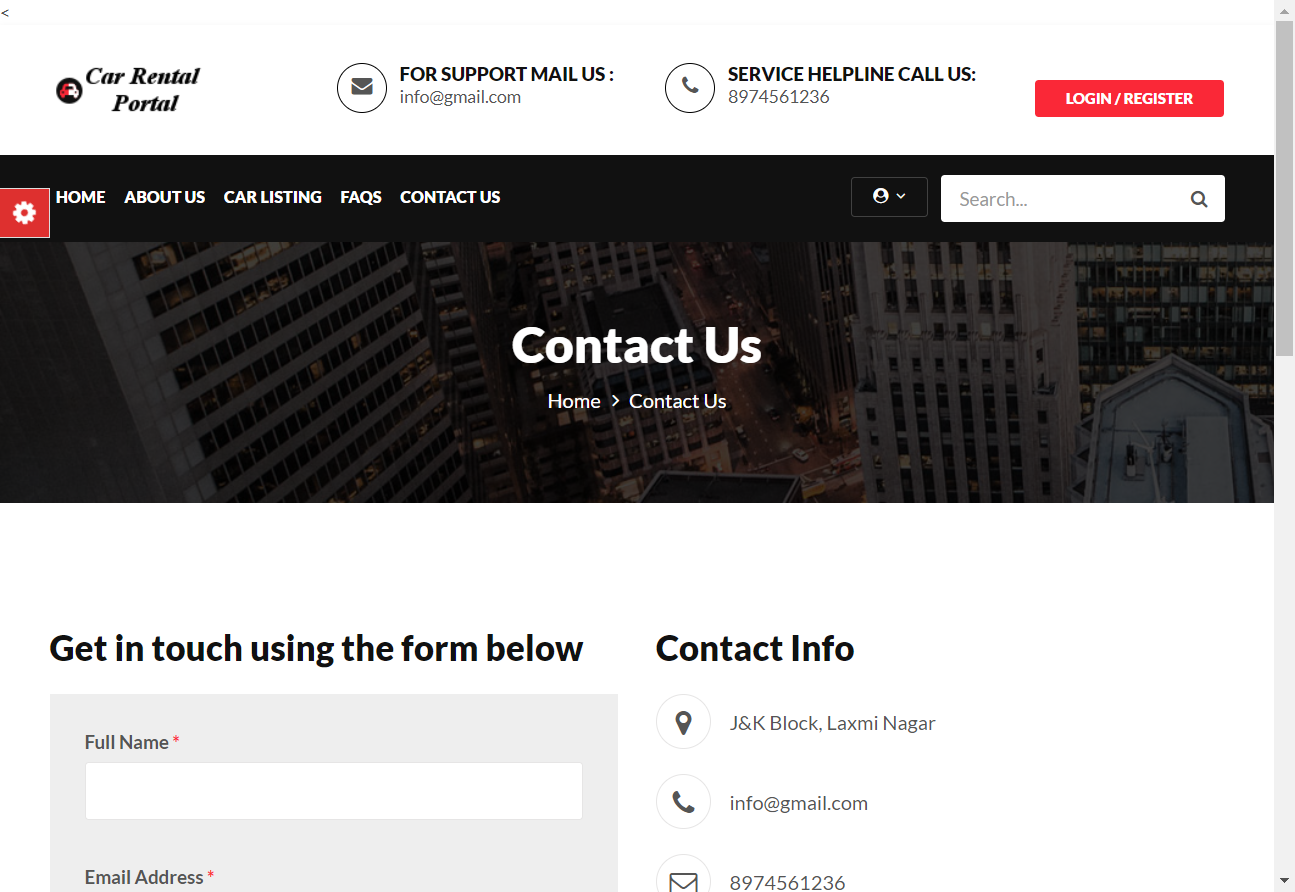 <
Car Rental
Portal
FOR SUPPORT MAIL US :
info@gmail.com
SERVICE HELPLINE CALL US:
8974561236
LOGIN / REGISTER
HOME
ABOUT US
CAR LISTING
FAQS
CONTACT US
Search...
Contact Us
Home > Contact Us
Get in touch using the form below
Full Name *
Email Address *
Contact Info
J&K Block, Laxmi Nagar
info@gmail.com
8974561236